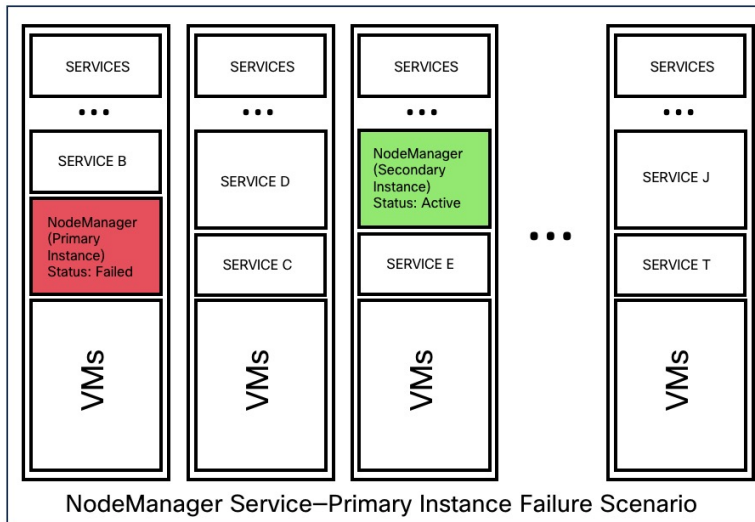 SERVICES
...
SERVICE B
NodeManager
(Primary
Instance)
Status: Failed
VMs
SERVICES
...
SERVICE D
SERVICE C
VMs
SERVICES
...
NodeManager
(Secondary
Instance)
Status: Active
SERVICE E
VMs
...
SERVICES
...
SERVICE J
SERVICE T
VMs
NodeManager Service–Primary Instance Failure Scenario